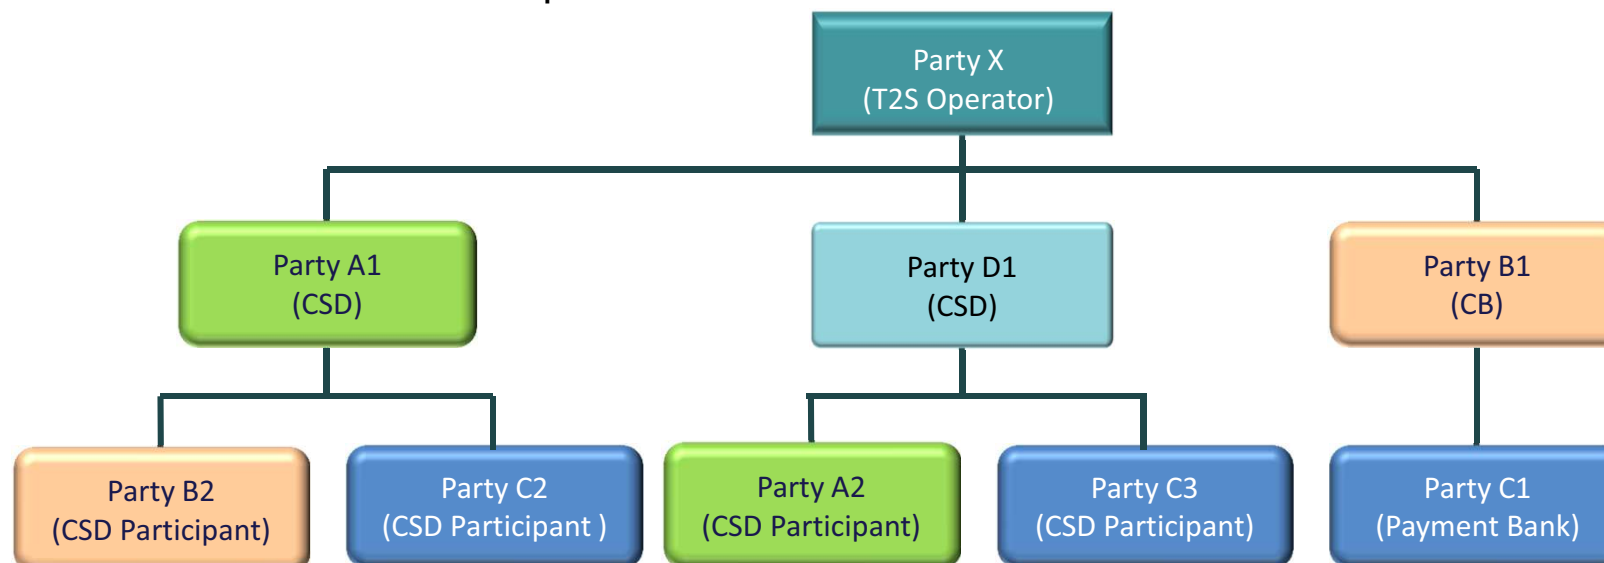 Party X
(T2S Operator)
Party A1
(CSD)
Party D1
(CSD)
Party B1
(CB)
Party B2
(CSD Participant)
Party C2
(CSD Participant )
Party A2
(CSD Participant)
Party C3
(CSD Participant)
Party C1
(Payment Bank)